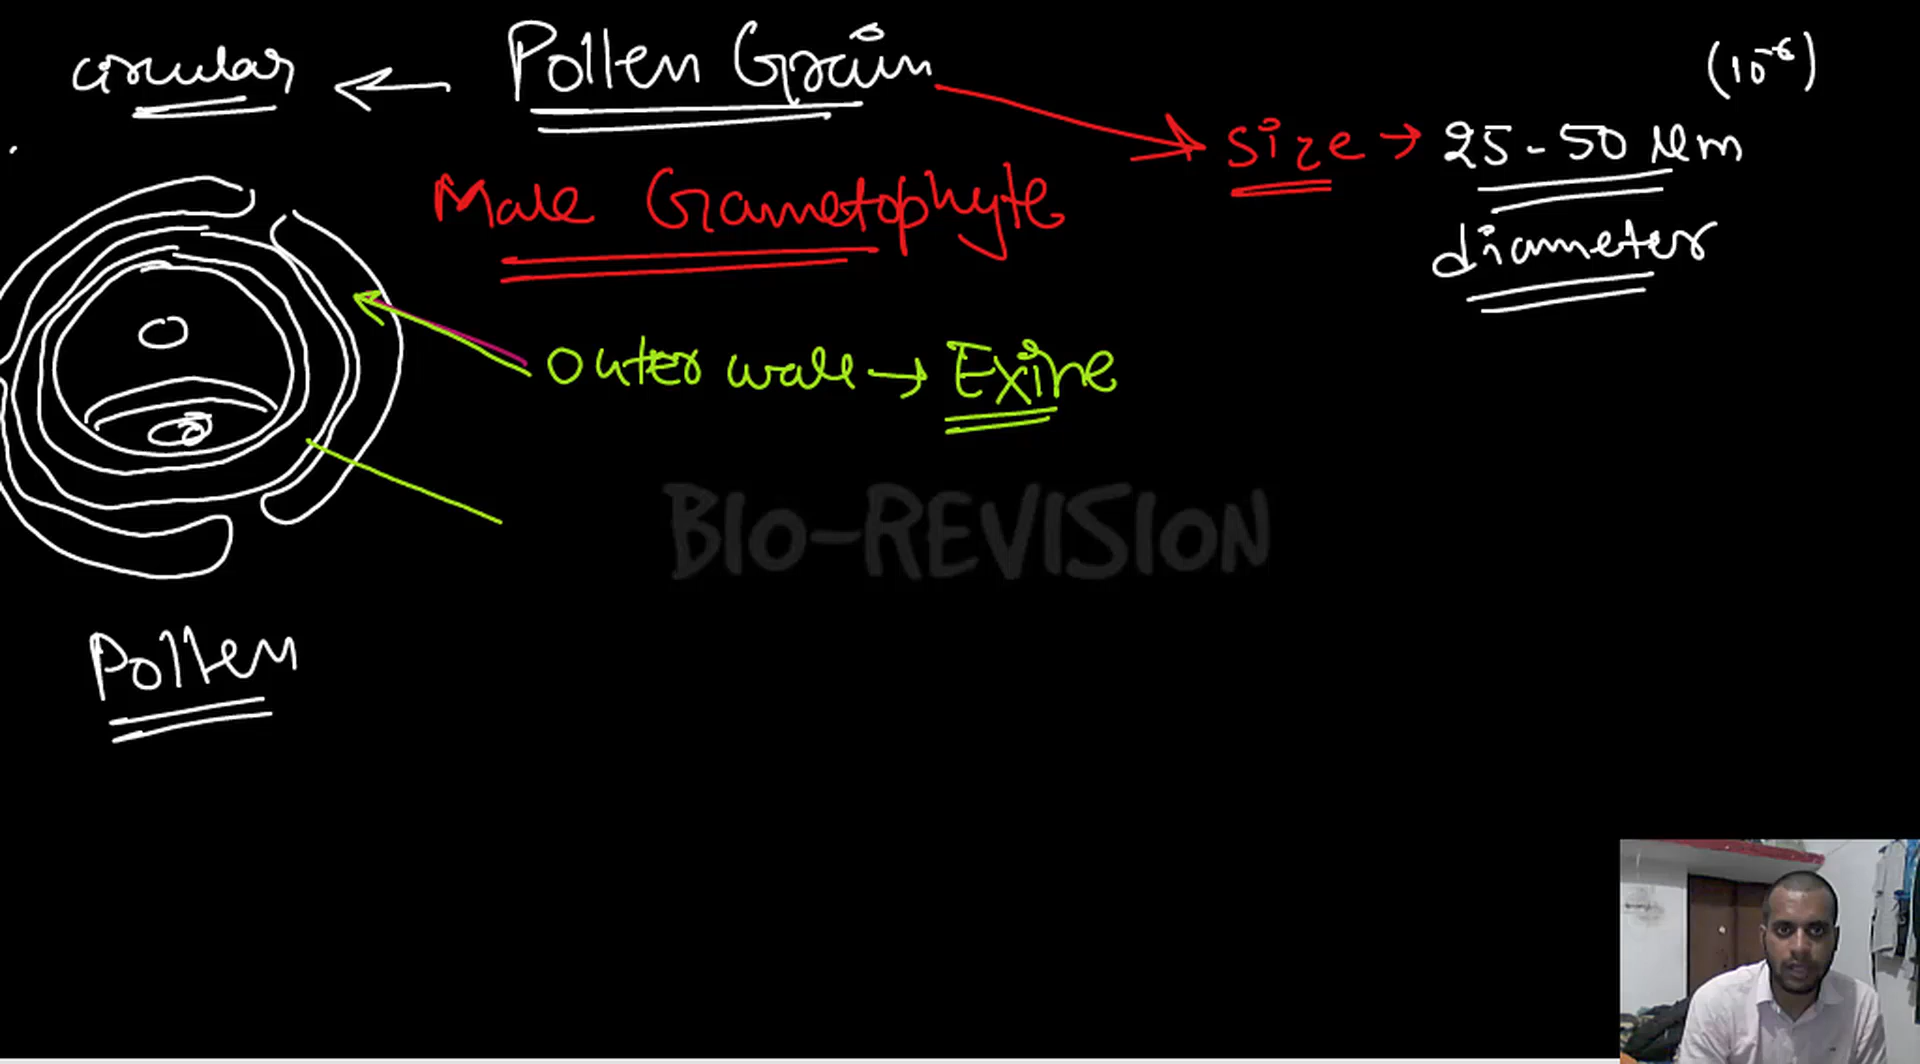 circular ← Pollen Grain
(10⁻⁶)
Size → 25-50 μm
diameter
Male Gametophyte
Outer wall → Exine
BIO-REVISION
Pollen